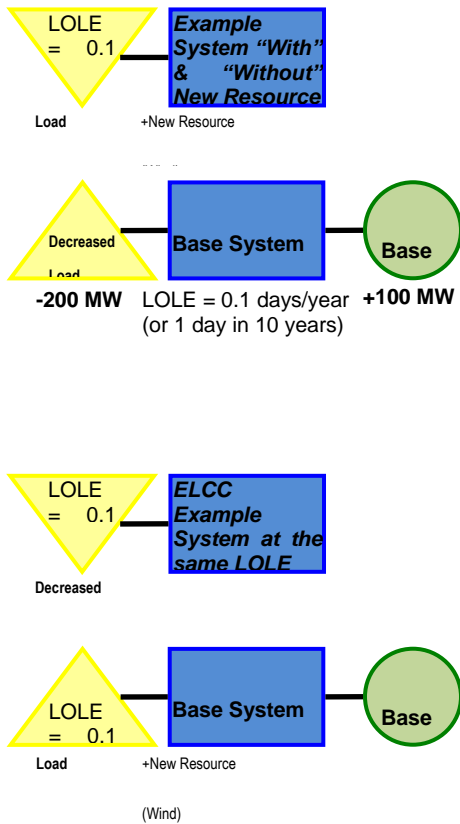 LOLE
= 0.1
Example
System “With”
& “Without”
New Resource
Load
+New Resource
Decreased
Load
Base System
Base
-200 MW
LOLE = 0.1 days/year
(or 1 day in 10 years)
+100 MW
LOLE
= 0.1
ELCC
Example
System at the
same LOLE
Decreased
LOLE
= 0.1
Base System
Base
Load
+New Resource
(Wind)